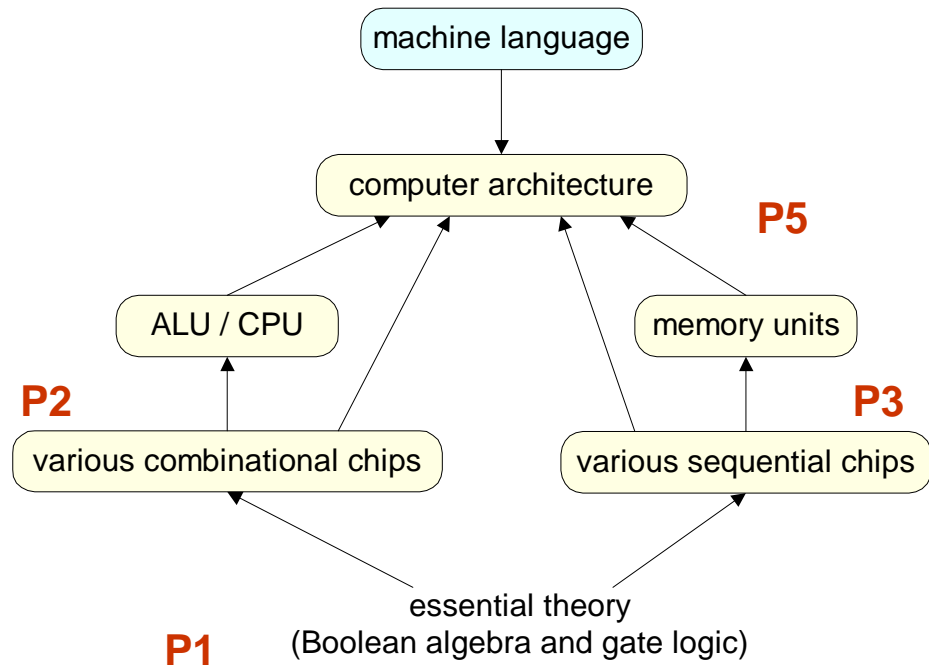 machine language
computer architecture
P5
ALU / CPU
memory units
P2
P3
various combinational chips
various sequential chips
essential theory
(Boolean algebra and gate logic)
P1